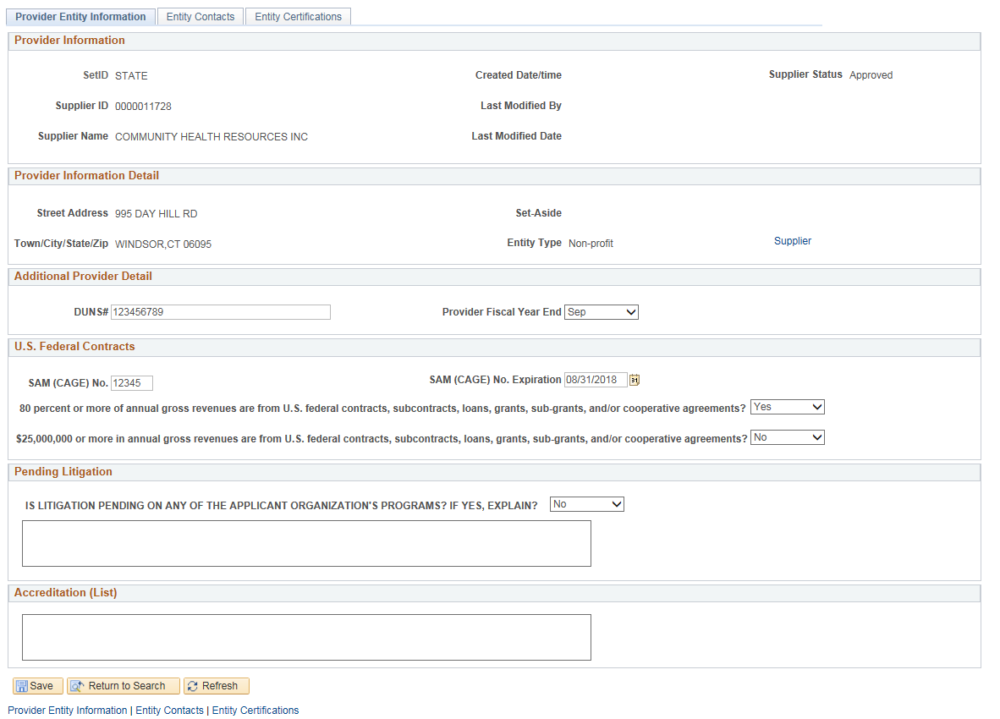 Provider Entity Information Entity Contacts Entity Certifications
Provider Information
SetID STATE Created Date/time Supplier Status Approved
Supplier ID 0000011728 Last Modified By
Supplier Name COMMUNITY HEALTH RESOURCES INC Last Modified Date
Provider Information Detail
Street Address 995 DAY HILL RD Set-Aside
Town/City/State/Zip WINDSOR,CT 06095 Entity Type Non-profit Supplier
Additional Provider Detail
DUNS# 123456789 Provider Fiscal Year End Sep
U.S. Federal Contracts
SAM (CAGE) No. 12345 SAM (CAGE) No. Expiration 08/31/2018 31
80 percent or more of annual gross revenues are from U.S. federal contracts, subcontracts, loans, grants, sub-grants, and/or cooperative agreements? Yes
$25,000,000 or more in annual gross revenues are from U.S. federal contracts, subcontracts, loans, grants, sub-grants, and/or cooperative agreements? No
Pending Litigation
IS LITIGATION PENDING ON ANY OF THE APPLICANT ORGANIZATION'S PROGRAMS? IF YES, EXPLAIN? No
Accreditation (List)
Save Return to Search Refresh
Provider Entity Information | Entity Contacts | Entity Certifications